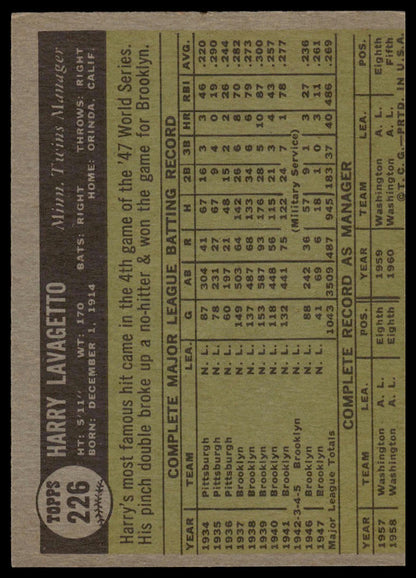 TOPPS
226
HARRY LAVAGETTO Minn. Twins Manager
HT: 5'11" WT: 170 BATS: RIGHT THROWS: RIGHT
BORN: DECEMBER 1, 1914 HOME: ORINDA, CALIF.
Harry's most famous hit came in the 4th game of the '47 World Series.
His pinch double broke up a no-hitter & won the game for Brooklyn.
COMPLETE MAJOR LEAGUE BATTING RECORD
YEAR TEAM LEA. G AB R H 2B 3B HR RBI AVG.
1934 Pittsburgh N. L. 87 304 41 67 16 3 3 46 .220
1935 Pittsburgh N. L. 78 231 27 67 9 4 0 19 .290
1936 Pittsburgh N. L. 60 197 21 48 15 2 2 26 .244
1937 Brooklyn N. L. 149 503 64 142 26 6 8 70 .282
1938 Brooklyn N. L. 137 487 68 133 34 6 6 79 .273
1939 Brooklyn N. L. 153 587 93 176 28 5 10 87 .300
1940 Brooklyn N. L. 118 448 56 115 21 3 4 43 .257
1941 Brooklyn N. L. 132 441 75 122 24 7 1 78 .277
1942-3-4-5 Brooklyn (Military Service)
1946 Brooklyn N. L. 88 242 36 57 9 1 3 27 .236
1947 Brooklyn N. L. 41 69 6 18 1 0 3 11 .261
Major League Totals 1043 3509 487 945 183 37 40 486 .269
COMPLETE RECORD AS MANAGER
YEAR TEAM LEA. POS. YEAR TEAM LEA. POS.
1957 Washington A. L. Eighth 1959 Washington A. L. Eighth
1958 Washington A. L. Eighth 1960 Washington A. L. Fifth
© T.C.G.—PRTD. IN U.S.A.